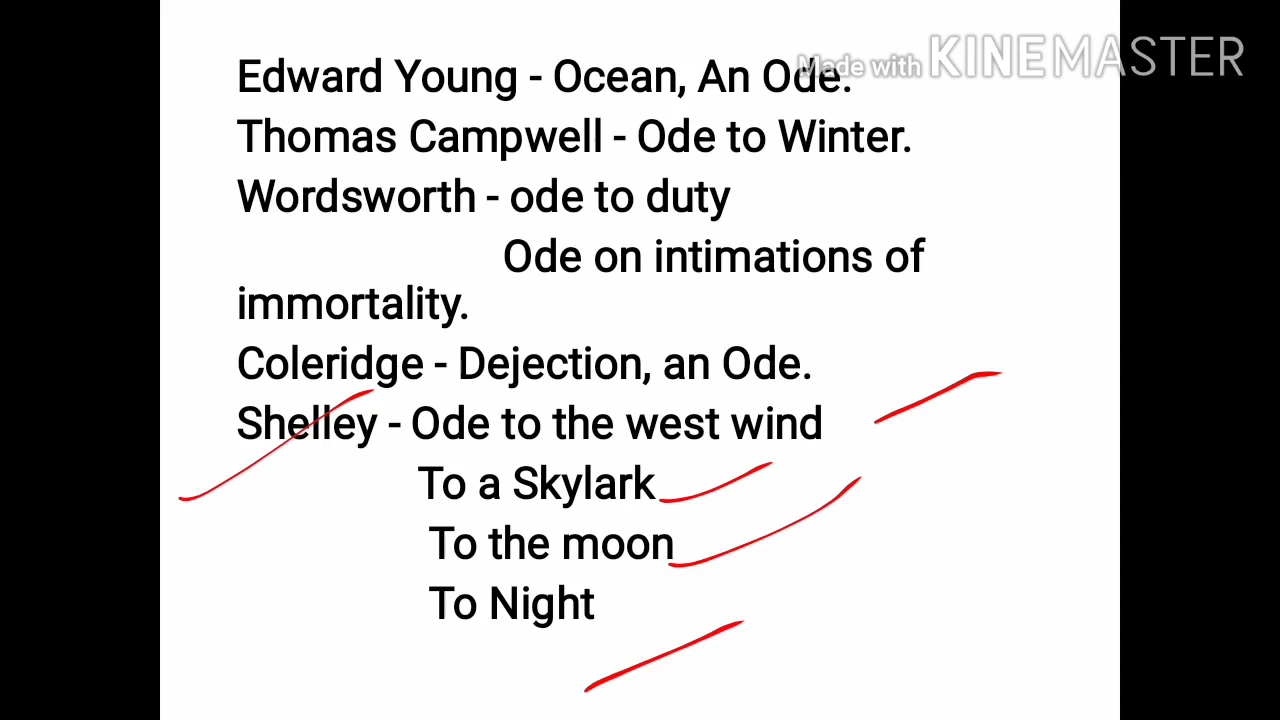 Made with KINEMASTER
Edward Young - Ocean, An Ode.
Thomas Campwell - Ode to Winter.
Wordsworth - ode to duty
Ode on intimations of
immortality.
Coleridge - Dejection, an Ode.
Shelley - Ode to the west wind
To a Skylark
To the moon
To Night